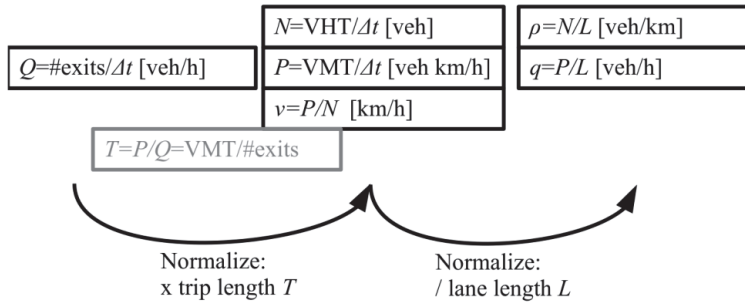 N=VHT/Δt [veh]
ρ=N/L [veh/km]
Q=#exits/Δt [veh/h]
P=VMT/Δt [veh km/h]
q=P/L [veh/h]
v=P/N [km/h]
T=P/Q=VMT/#exits
Normalize:
x trip length T
Normalize:
/ lane length L